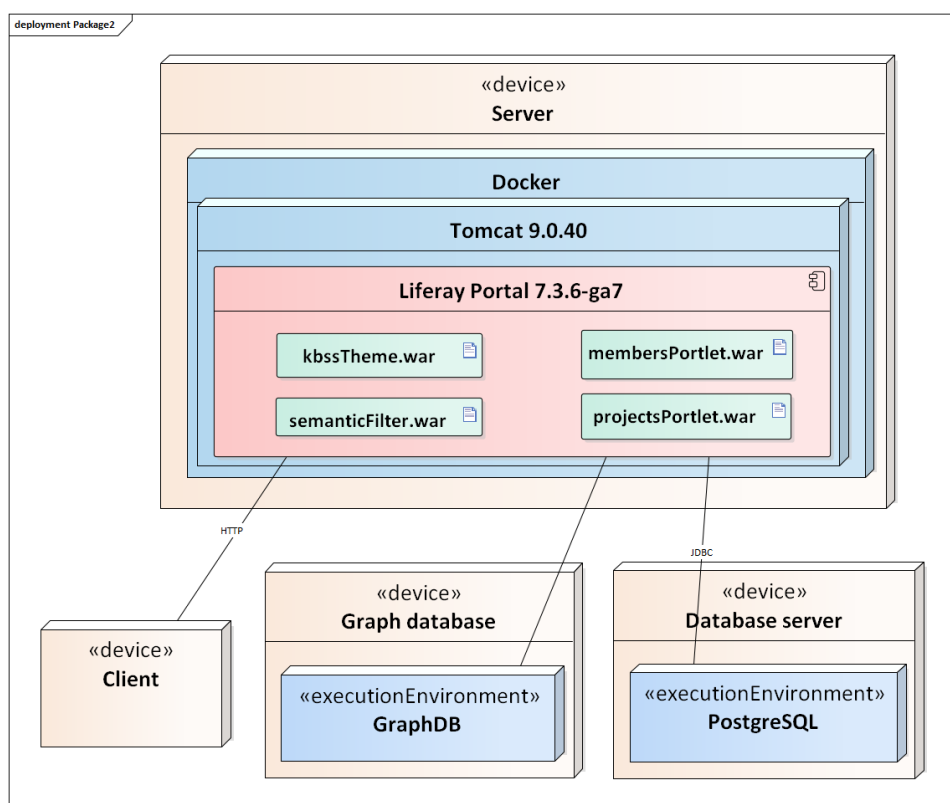 deployment Package2
«device»
Server
Docker
Tomcat 9.0.40
Liferay Portal 7.3.6-ga7
kbssTheme.war
membersPortlet.war
semanticFilter.war
projectsPortlet.war
HTTP
JDBC
«device»
Graph database
«device»
Database server
«device»
Client
«executionEnvironment»
GraphDB
«executionEnvironment»
PostgreSQL